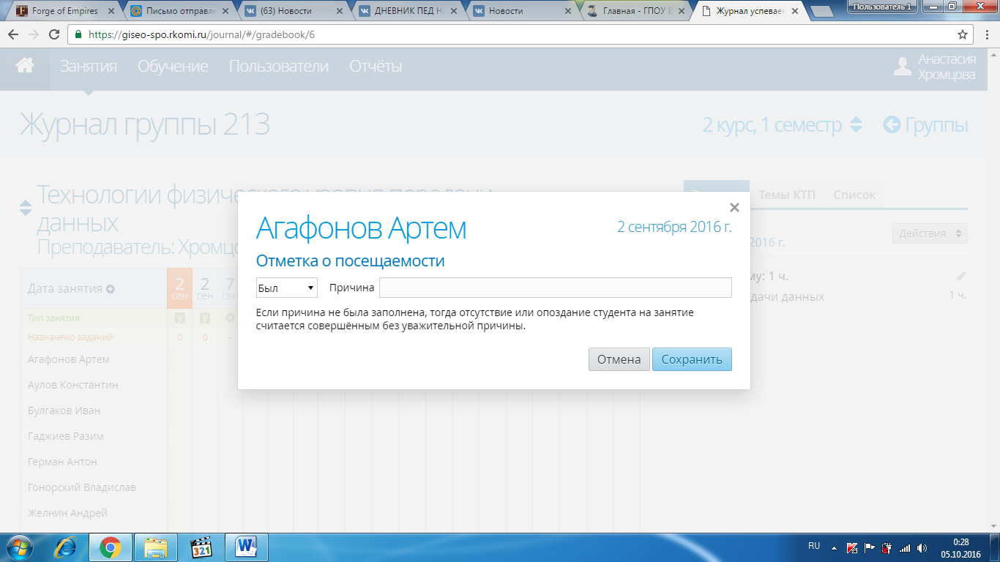 Forge of Empires
Письмо отправле
(63) Новости
ДНЕВНИК ПЕД НА
Новости
Главная - ГПОУ В
Журнал успеваем
Пользователь 1
https://giseo-spo.rkomi.ru/journal/#/gradebook/6
Занятия Обучение Пользователи Отчёты
Анастасия
Хромцова
Журнал группы 213
2 курс, 1 семестр
Группы
Технологии физического уровня передачи
данных
Преподаватель: Хромцо
Темы КТП Список
Действия
2016 г.
му: 1 ч.
дачи данных 1 ч.
Агафонов Артем
2 сентября 2016 г.
Отметка о посещаемости
Был Причина
Если причина не была заполнена, тогда отсутствие или опоздание студента на занятие
считается совершённым без уважительной причины.
Отмена Сохранить
Дата занятия 2 2 7
сен сен сен
Тип занятия у у
Назначено заданий 0 0 –
Агафонов Артем
Аулов Константин
Булгаков Иван
Гаджиев Разим
Герман Антон
Гонорский Владислав
Желнин Андрей
321
RU
0:28
05.10.2016